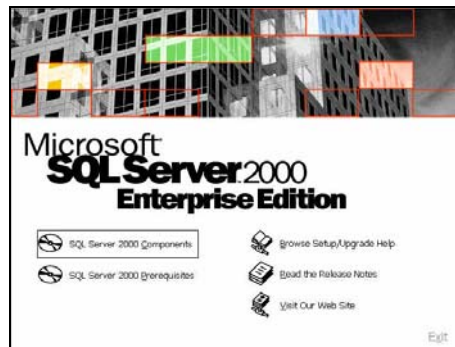 Microsoft
SQL Server 2000
Enterprise Edition
SQL Server 2000 Components
SQL Server 2000 Prerequisites
Browse Setup/Upgrade Help
Read the Release Notes
Visit Our Web Site
Exit